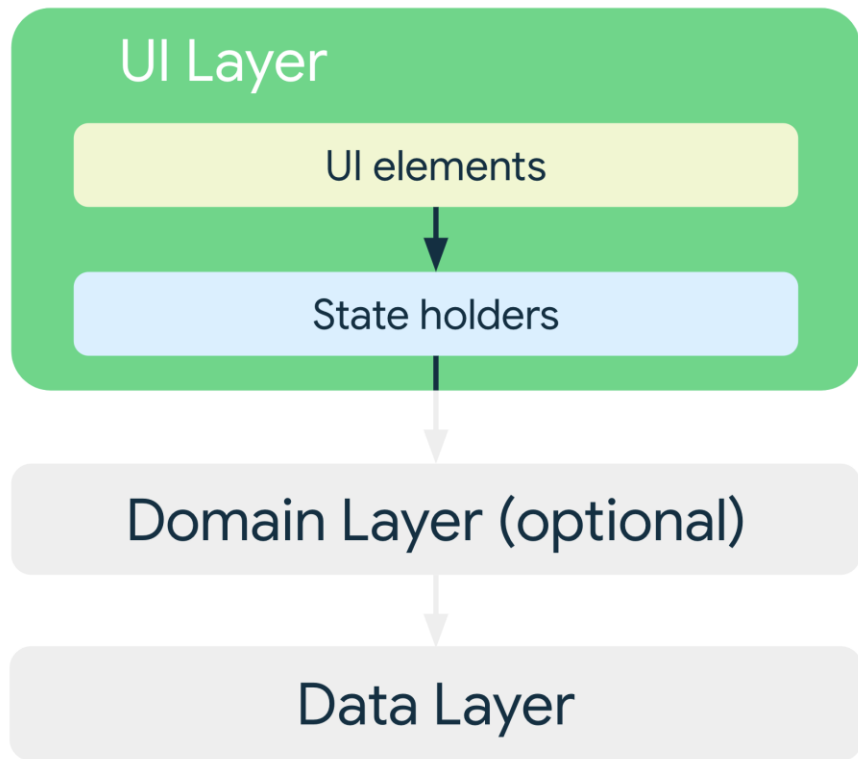 UI Layer
UI elements
State holders
Domain Layer (optional)
Data Layer